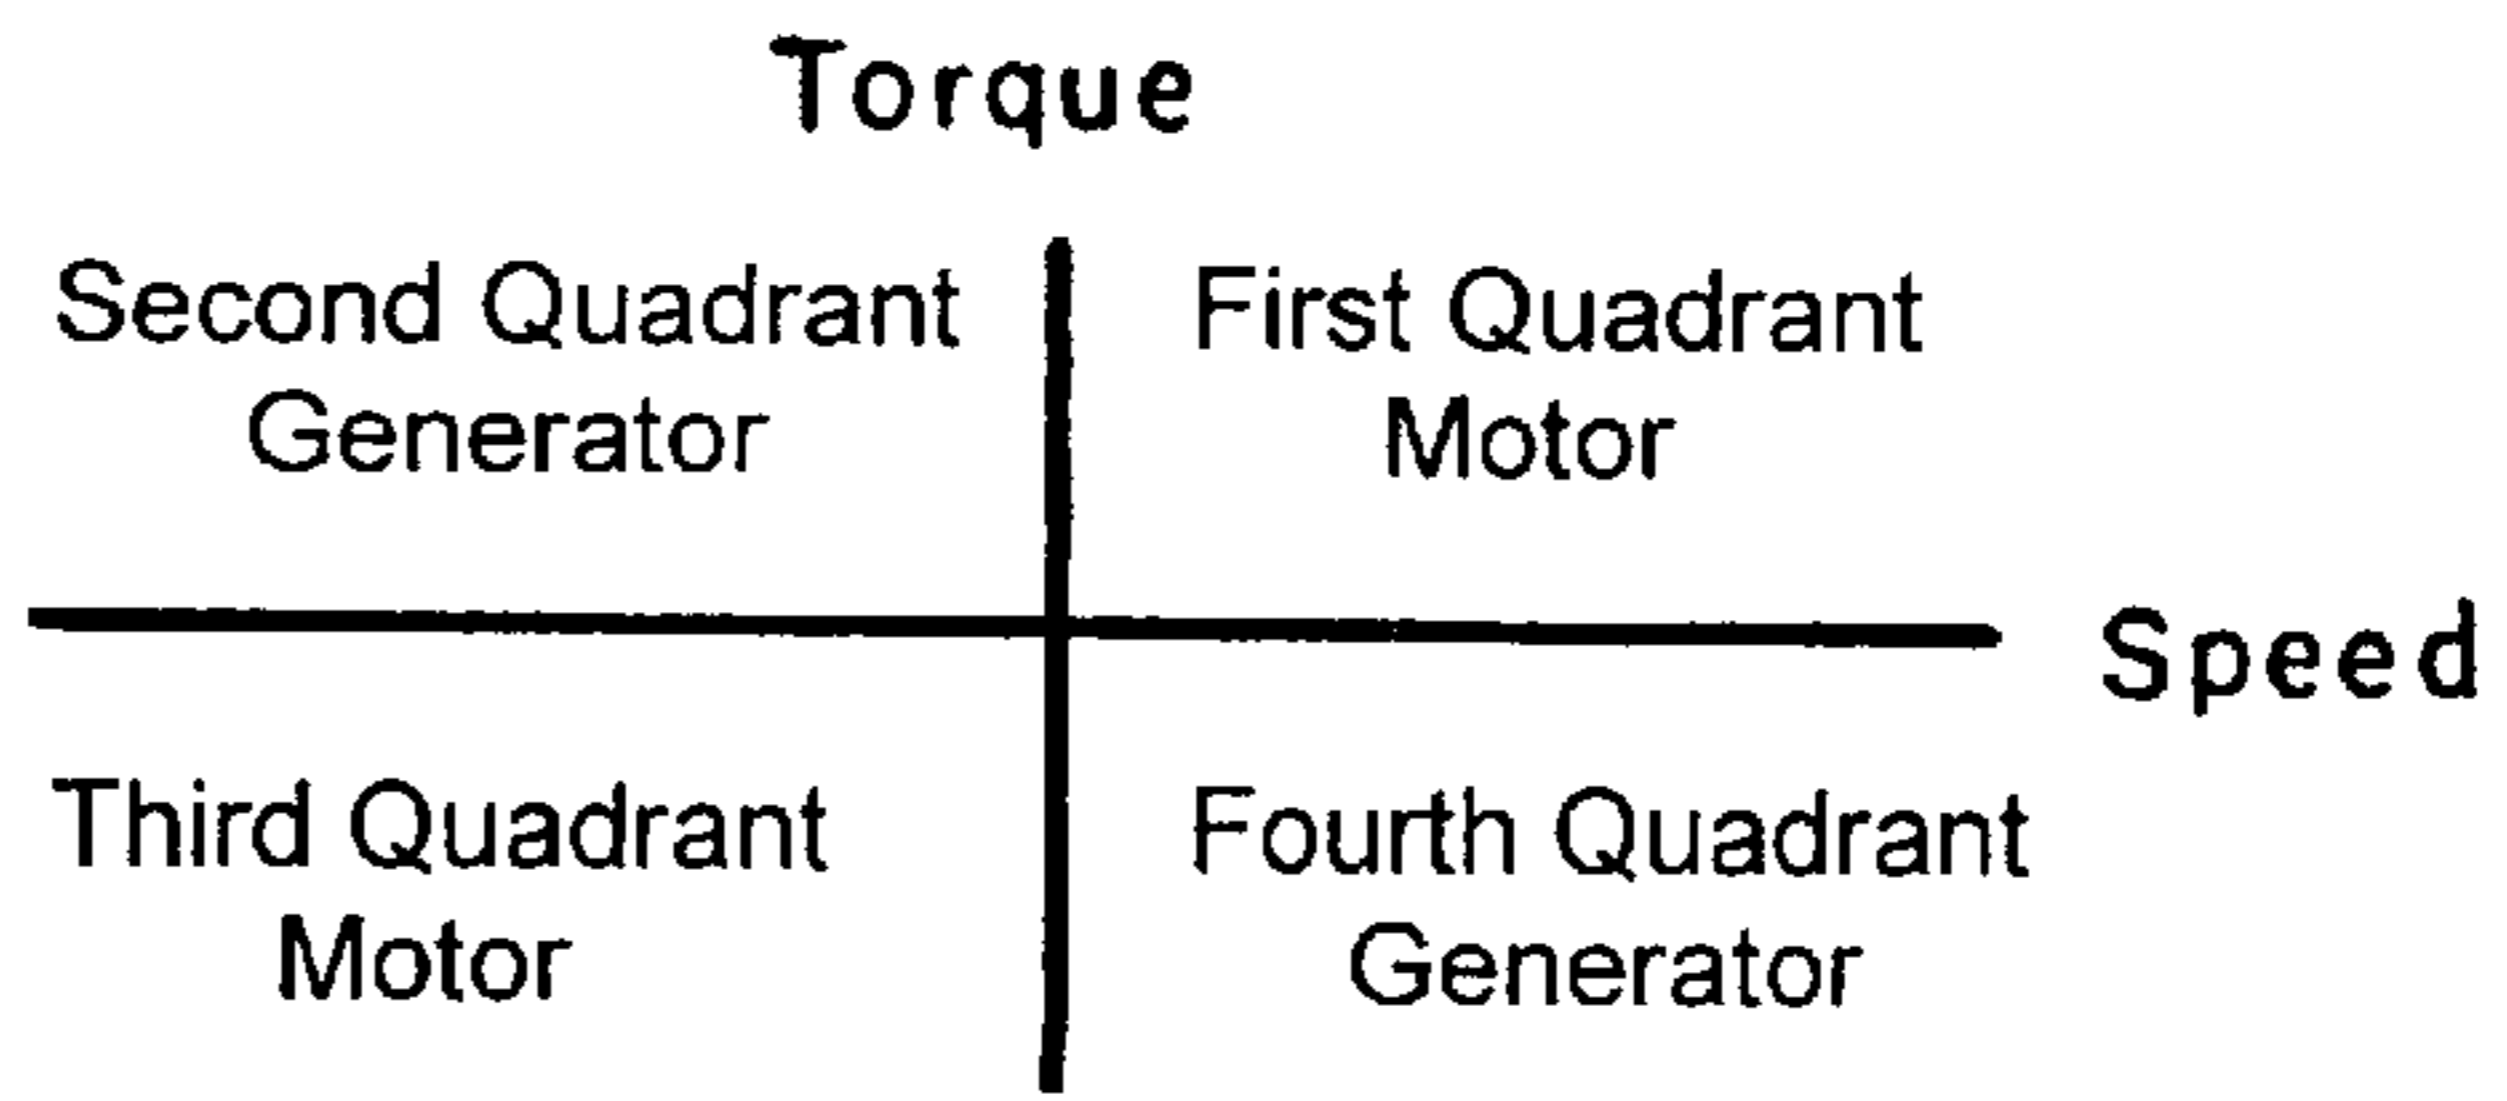 Torque
Second Quadrant
Generator
First Quadrant
Motor
Speed
Third Quadrant
Motor
Fourth Quadrant
Generator